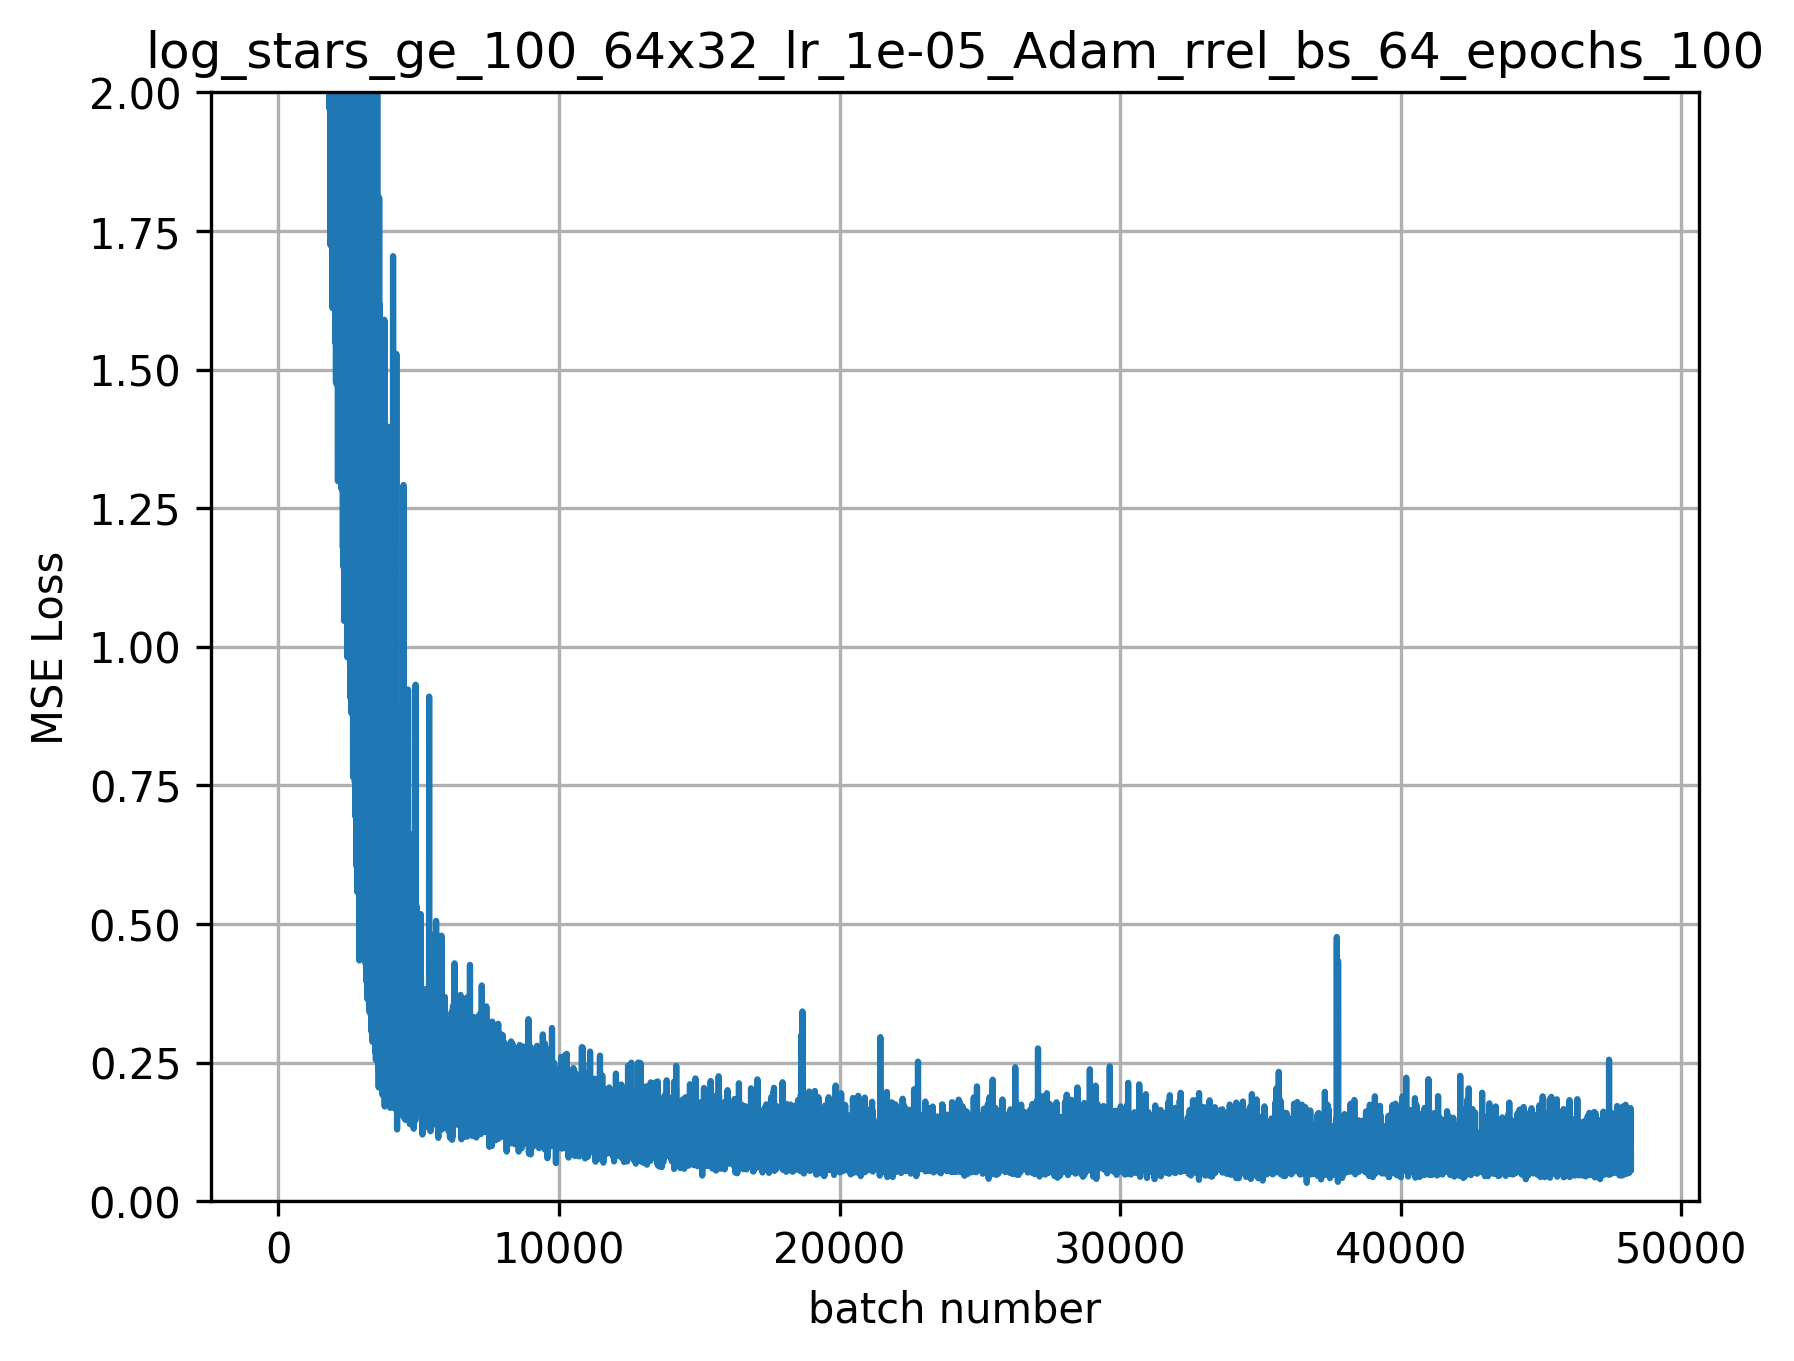 log_stars_ge_100_64x32_lr_1e-05_Adam_rrel_bs_64_epochs_100
2.00
1.75
1.50
1.25
1.00
0.75
0.50
0.25
0.00
MSE Loss
0 10000 20000 30000 40000 50000
batch number